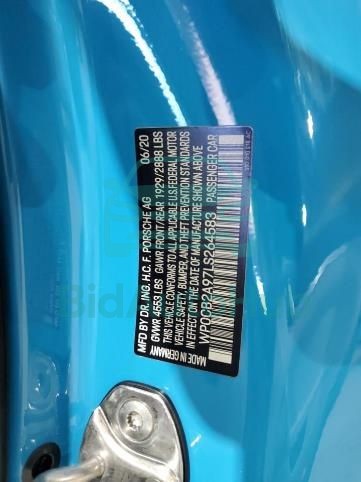 MFD BY DR. ING. H.C. F. PORSCHE AG 06/20
GVWR 4553 LBS GAWR FRONT/REAR 1929/2888 LBS
THIS VEHICLE CONFORMS TO ALL APPLICABLE U.S. FEDERAL MOTOR
VEHICLE SAFETY, BUMPER, AND THEFT PREVENTION STANDARDS
IN EFFECT ON THE DATE OF MANUFACTURE SHOWN ABOVE
WP0CB2A97LS264583 PASSENGER CAR
MADE IN GERMANY